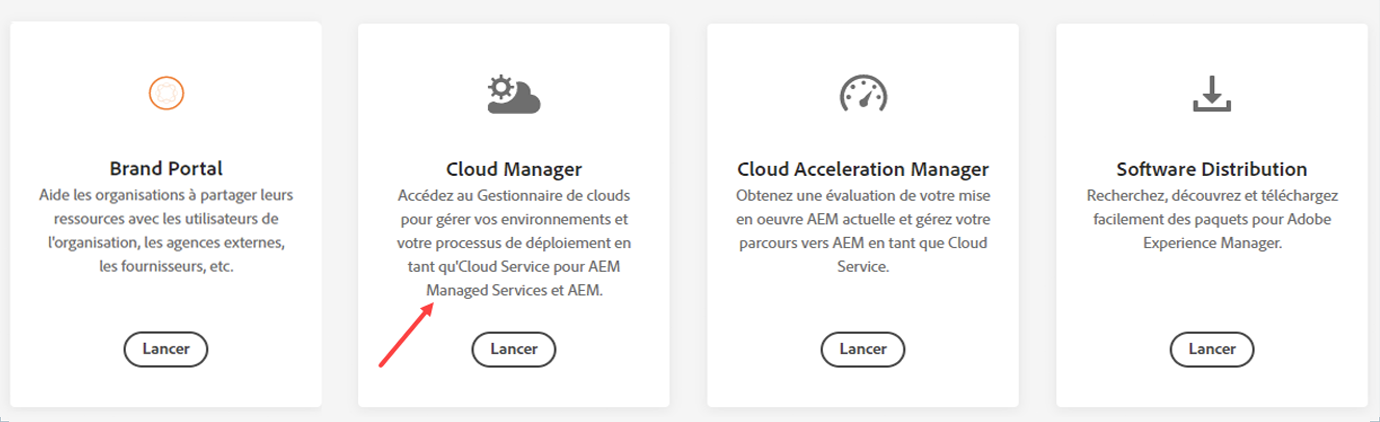 Brand Portal
Aide les organisations à partager leurs
ressources avec les utilisateurs de
l'organisation, les agences externes,
les fournisseurs, etc.
Lancer
Cloud Manager
Accédez au Gestionnaire de clouds
pour gérer vos environnements et
votre processus de déploiement en
tant qu'Cloud Service pour AEM
Managed Services et AEM.
Lancer
Cloud Acceleration Manager
Obtenez une évaluation de votre mise
en oeuvre AEM actuelle et gérez votre
parcours vers AEM en tant que Cloud
Service.
Lancer
Software Distribution
Recherchez, découvrez et téléchargez
facilement des paquets pour Adobe
Experience Manager.
Lancer